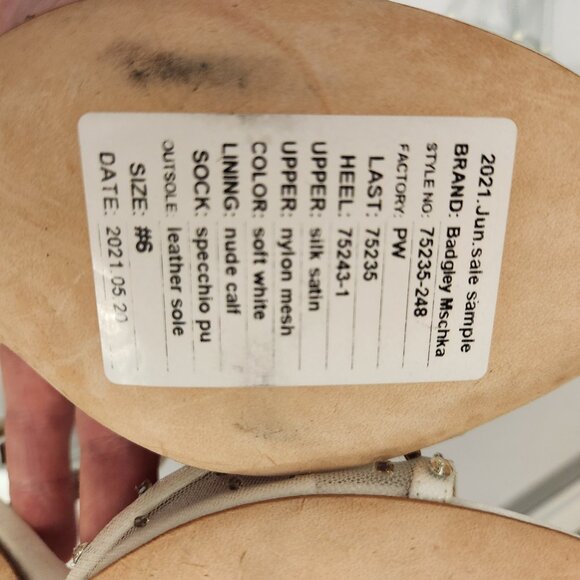 2021.Jun.sale sample
BRAND: Badgley Mschka
STYLE NO: 75235-248
FACTORY: PW
LAST: 75235
HEEL: 75243-1
UPPER: silk satin
UPPER: nylon mesh
COLOR: soft white
LINING: nude calf
SOCK: specchio pu
OUTSOLE: leather sole
SIZE: #6
DATE: 2021.05.20